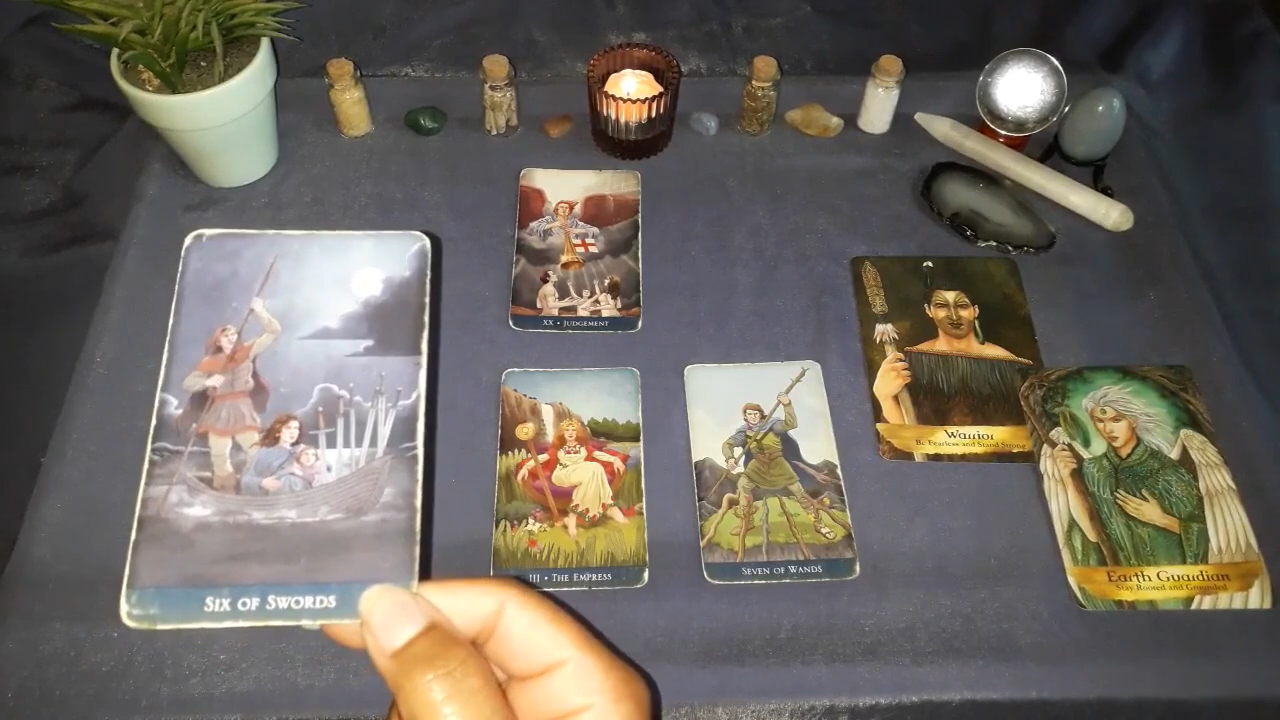 XX • JUDGEMENT
SIX OF SWORDS
III • THE EMPRESS
SEVEN OF WANDS
Warrior
Be Fearless and Stand Strong
Earth Guardian
Stay Rooted and Grounded